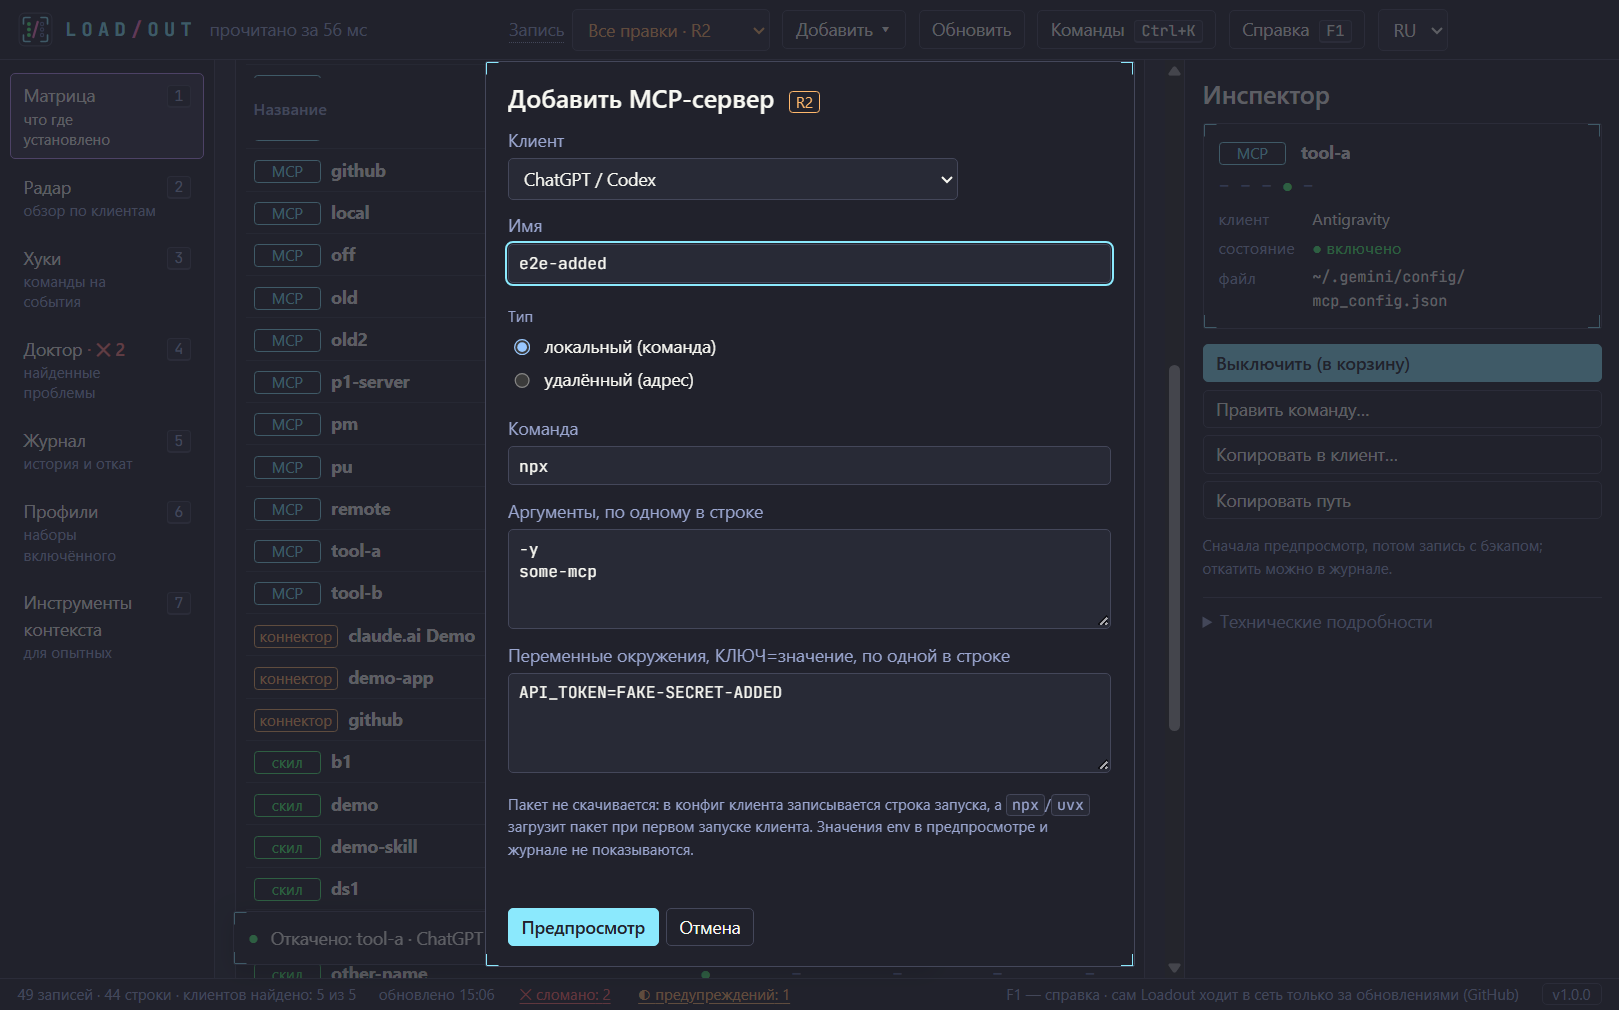 LOAD/OUT
прочитано за 56 мс
Запись
Все правки · R2
Добавить ▾
Обновить
Команды Ctrl+K
Справка F1
RU
Матрица 1
что где
установлено
Радар 2
обзор по клиентам
Хуки 3
команды на
события
Доктор · ✕ 2 4
найденные
проблемы
Журнал 5
история и откат
Профили 6
наборы
включённого
Инструменты 7
контекста
для опытных
Название
MCP github
MCP local
MCP off
MCP old
MCP old2
MCP p1-server
MCP pm
MCP pu
MCP remote
MCP tool-a
MCP tool-b
коннектор claude.ai Demo
коннектор demo-app
коннектор github
скил b1
скил demo
скил demo-skill
скил ds1
Откачено: tool-a · ChatGPT
скил other-name
Добавить MCP-сервер R2
Клиент
ChatGPT / Codex
Имя
e2e-added
Тип
локальный (команда)
удалённый (адрес)
Команда
npx
Аргументы, по одному в строке
-y
some-mcp
Переменные окружения, КЛЮЧ=значение, по одной в строке
API_TOKEN=FAKE-SECRET-ADDED
Пакет не скачивается: в конфиг клиента записывается строка запуска, а npx/uvx
загрузит пакет при первом запуске клиента. Значения env в предпросмотре и
журнале не показываются.
Предпросмотр
Отмена
Инспектор
MCP tool-a
клиент Antigravity
состояние ● включено
файл ~/.gemini/config/
mcp_config.json
Выключить (в корзину)
Править команду...
Копировать в клиент...
Копировать путь
Сначала предпросмотр, потом запись с бэкапом;
откатить можно в журнале.
▶ Технические подробности
49 записей · 44 строки · клиентов найдено: 5 из 5
обновлено 15:06
✕ сломано: 2
◐ предупреждений: 1
F1 — справка · сам Loadout ходит в сеть только за обновлениями (GitHub)
v1.0.0